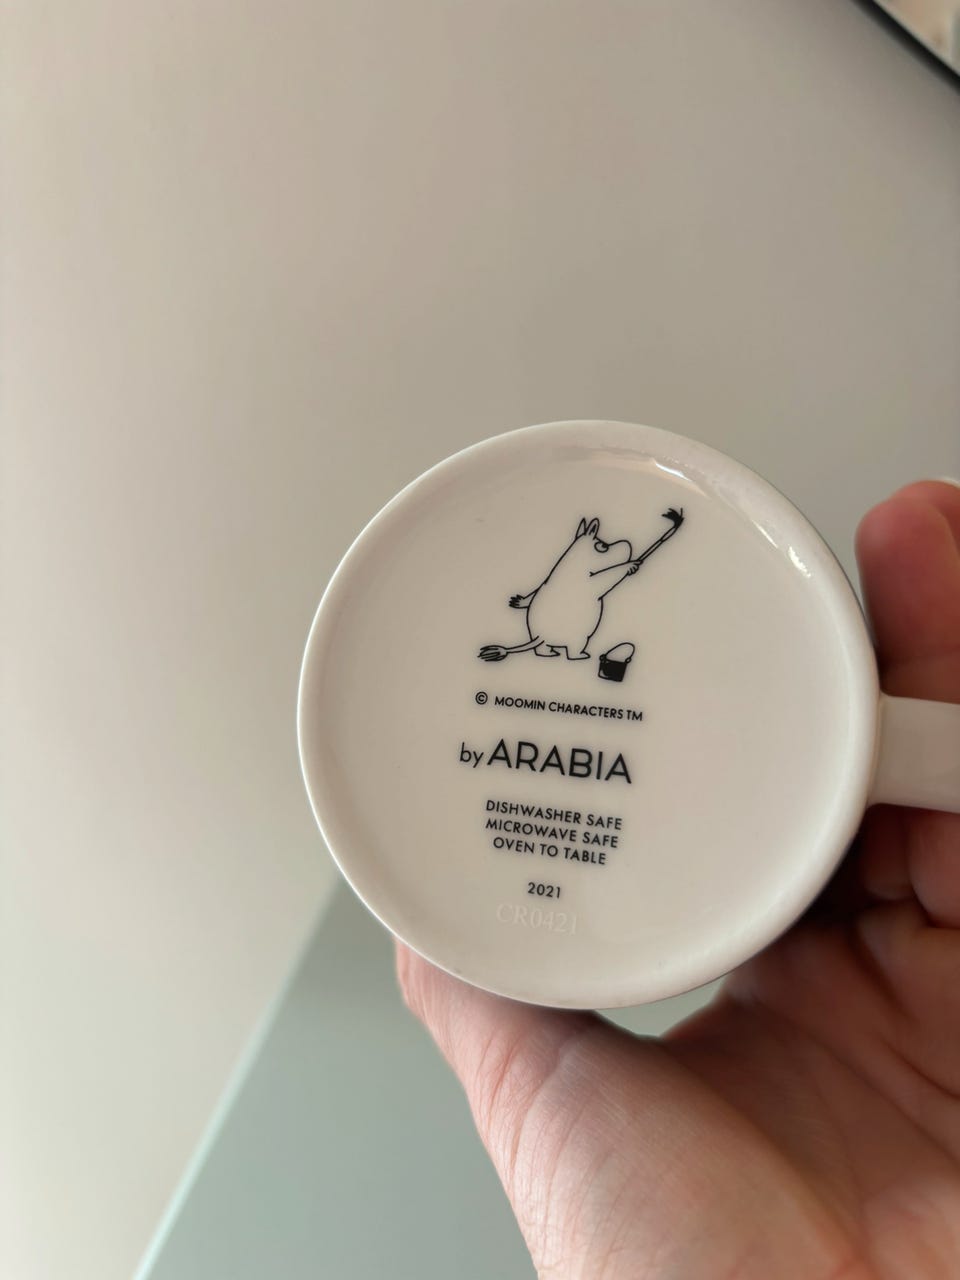 © MOOMIN CHARACTERS TM
by ARABIA
DISHWASHER SAFE
MICROWAVE SAFE
OVEN TO TABLE
2021
CR0421